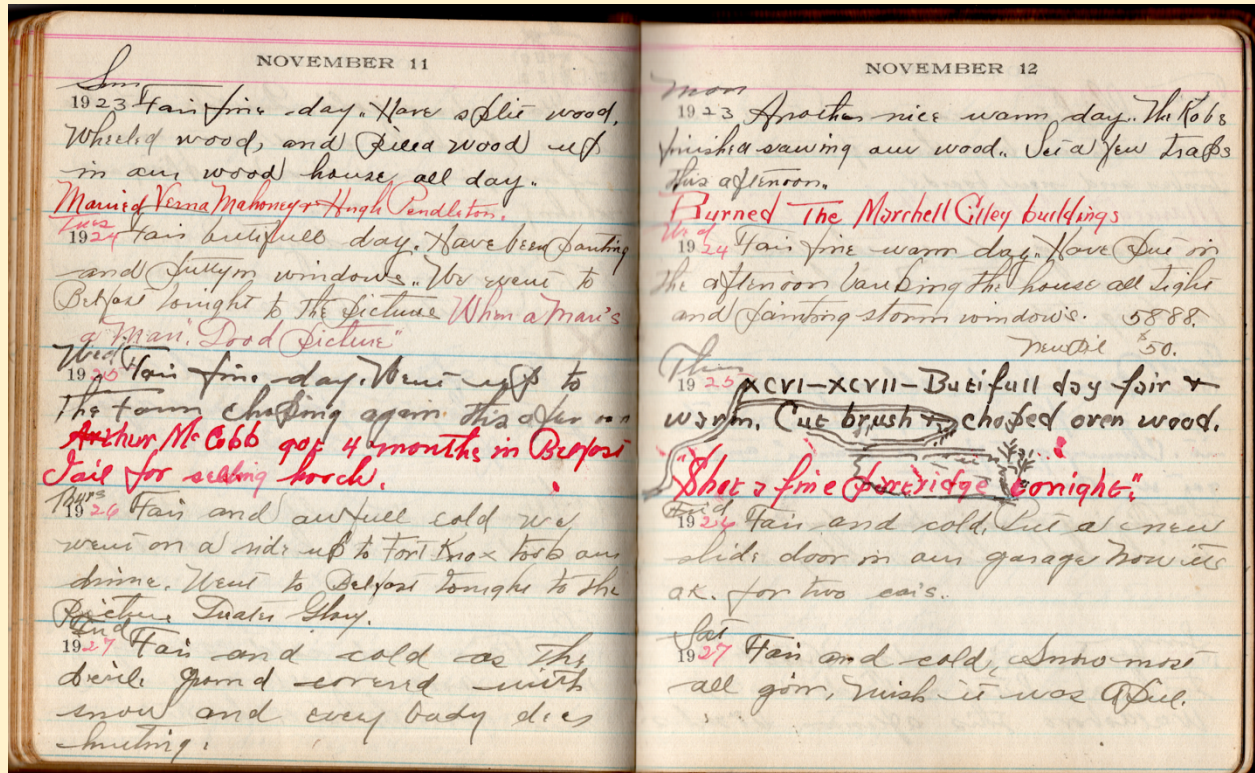 NOVEMBER 11
Sun
1923 Fair fine day. Have split wood,
Wheeled wood, and piled wood up
in our wood house all day.
Married Verna Mahoney & Hugh Pendleton.
Tues
1924 Fair butifull day. Have been painting
and puttyin windows. We went to
Belfast tonight to the picture When a Man's
a "Man". Good picture"
Wed
1925 Fair fine day. Went up to
The Farm choping again this after
Arthur McCobb got 4 months in Belfast
Jail for selling hooch.
Thurs
1926 Fair and awfull cold we
went on a ride up to Fort Knox took our
dinner. Went to Belfast tonight to the
Picture
Frid
1927 Fair and cold as The
devil. Ground covered with
snow and every body deer
hunting.
NOVEMBER 12
Mon
1923 Another nice warm day. The
finished sawing our wood. Set a few traps
this afternoon.
Burned The Marchell Gilley buildings
Wed
1924 Fair fine warm day. Have put in
the afternoon banking the house all tight
and painting storm windows. 5888.
$50.
Thurs
1925 XCVI-XCVII-Butifull day fair &
warm. Cut brush & choped oven wood.
"Shot a fine partridge tonight."
Frid
1926 Fair and cold. Put a new
slide door in our garage now its
ok. for two cars.
Sat
1927 Fair and cold, Snow most
all gon, wish it was April.